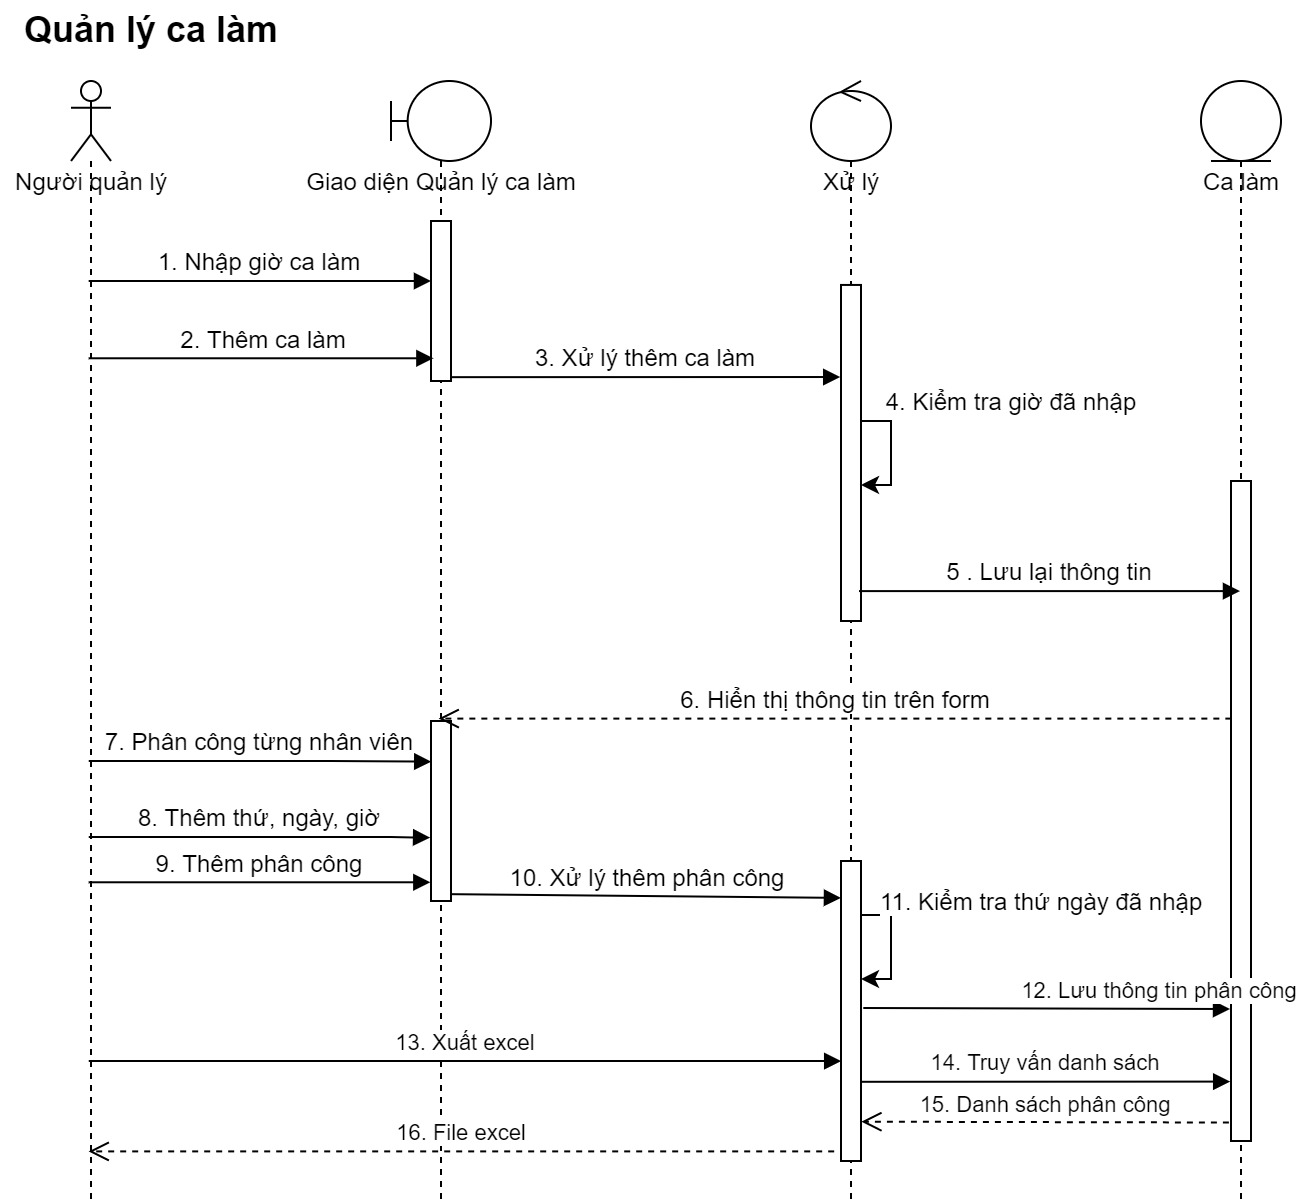 Quản lý ca làm
Người quản lý
Giao diện Quản lý ca làm
Xử lý
Ca làm
1. Nhập giờ ca làm
2. Thêm ca làm
3. Xử lý thêm ca làm
4. Kiểm tra giờ đã nhập
5 . Lưu lại thông tin
6. Hiển thị thông tin trên form
7. Phân công từng nhân viên
8. Thêm thứ, ngày, giờ
9. Thêm phân công
10. Xử lý thêm phân công
11. Kiểm tra thứ ngày đã nhập
12. Lưu thông tin phân công
13. Xuất excel
14. Truy vấn danh sách
15. Danh sách phân công
16. File excel